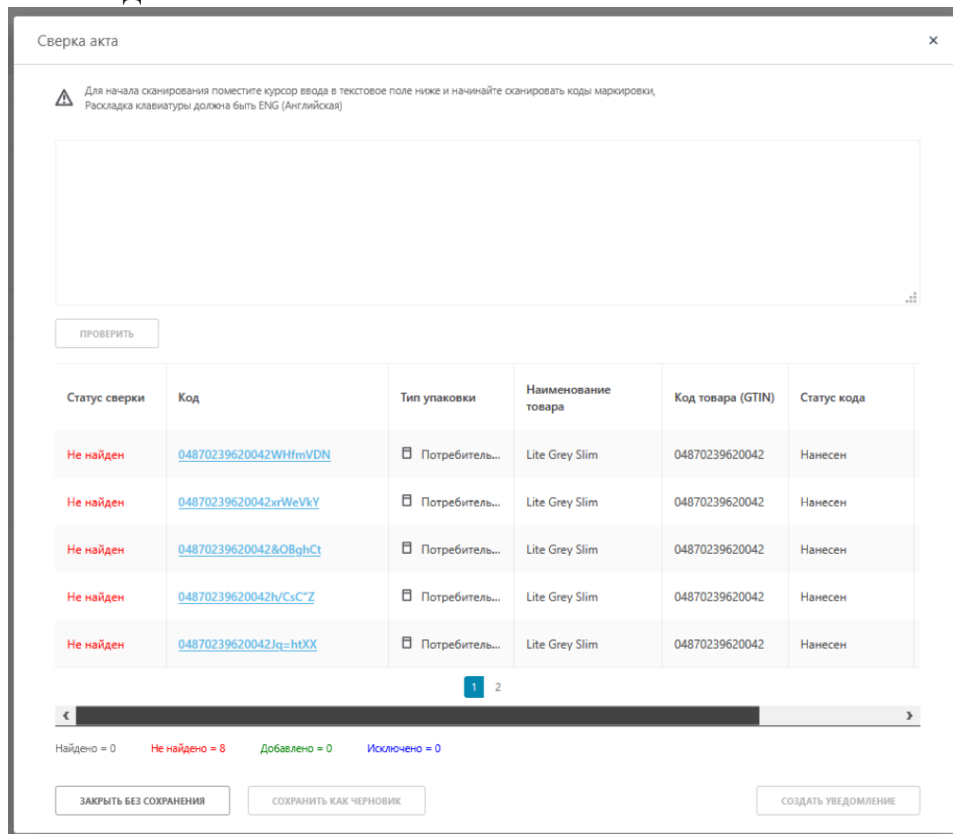 Сверка акта
×
Для начала сканирования поместите курсор ввода в текстовое поле ниже и начинайте сканировать коды маркировки,
Раскладка клавиатуры должна быть ENG (Английская)
ПРОВЕРИТЬ
Статус сверки Код Тип упаковки Наименование товара Код товара (GTIN) Статус кода
Не найден 04870239620042WHfmVDN Потребитель... Lite Grey Slim 04870239620042 Нанесен
Не найден 04870239620042xrWeVkY Потребитель... Lite Grey Slim 04870239620042 Нанесен
Не найден 04870239620042&OBghCt Потребитель... Lite Grey Slim 04870239620042 Нанесен
Не найден 04870239620042h/CsC"Z Потребитель... Lite Grey Slim 04870239620042 Нанесен
Не найден 04870239620042Jq=htXX Потребитель... Lite Grey Slim 04870239620042 Нанесен
1 2
Найдено = 0 Не найдено = 8 Добавлено = 0 Исключено = 0
ЗАКРЫТЬ БЕЗ СОХРАНЕНИЯ СОХРАНИТЬ КАК ЧЕРНОВИК СОЗДАТЬ УВЕДОМЛЕНИЕ